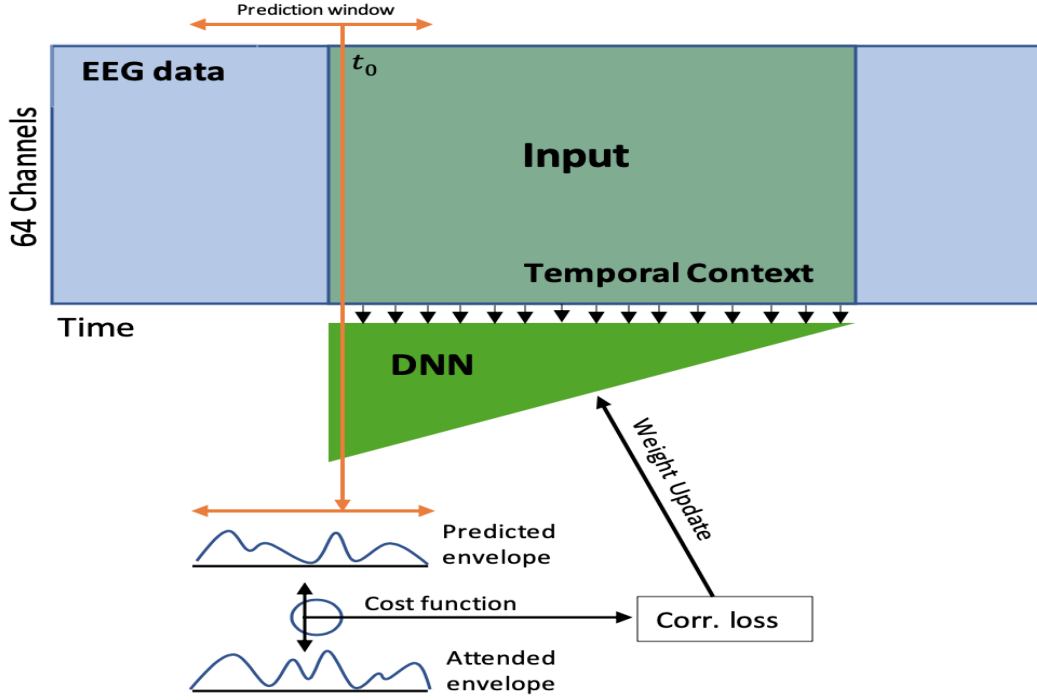 Prediction window
t₀
EEG data
64 Channels
Input
Temporal Context
Time
DNN
Weight Update
Predicted
envelope
Cost function
Corr. loss
Attended
envelope